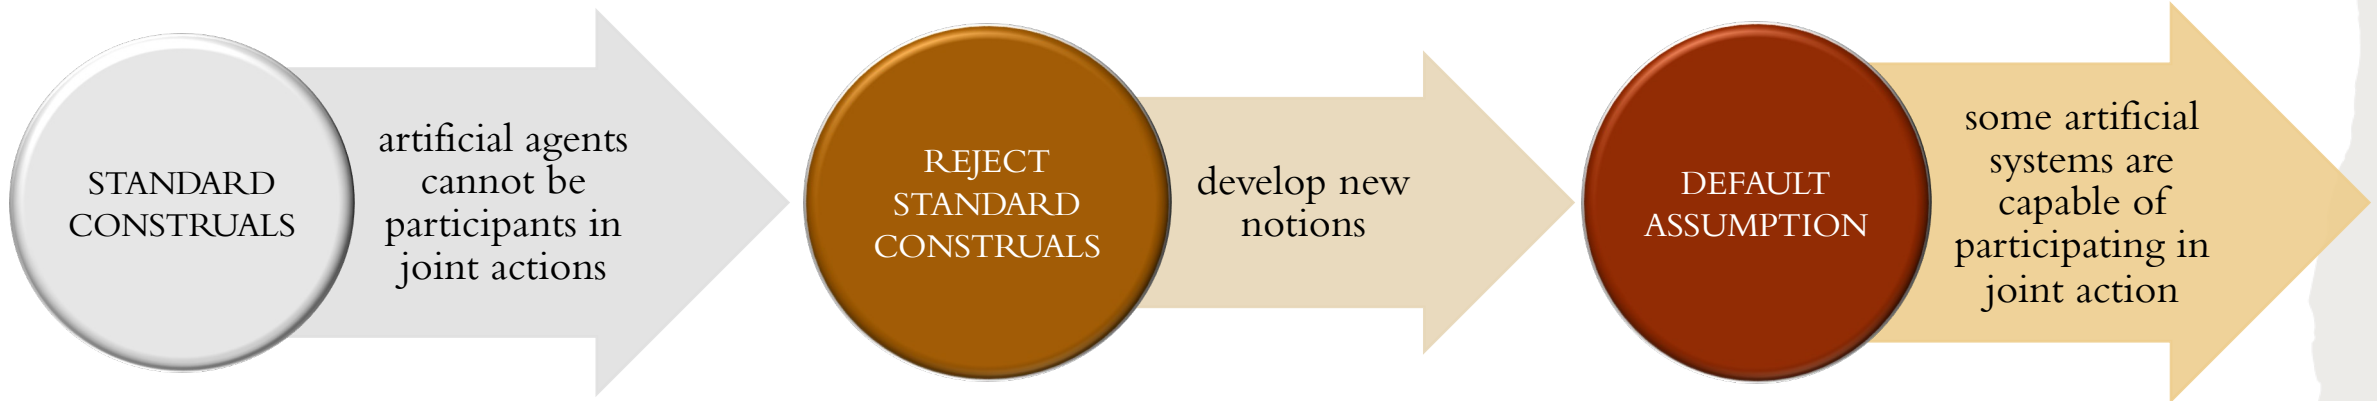 STANDARD
CONSTRUALS
artificial agents
cannot be
participants in
joint actions
REJECT
STANDARD
CONSTRUALS
develop new
notions
DEFAULT
ASSUMPTION
some artificial
systems are
capable of
participating in
joint action